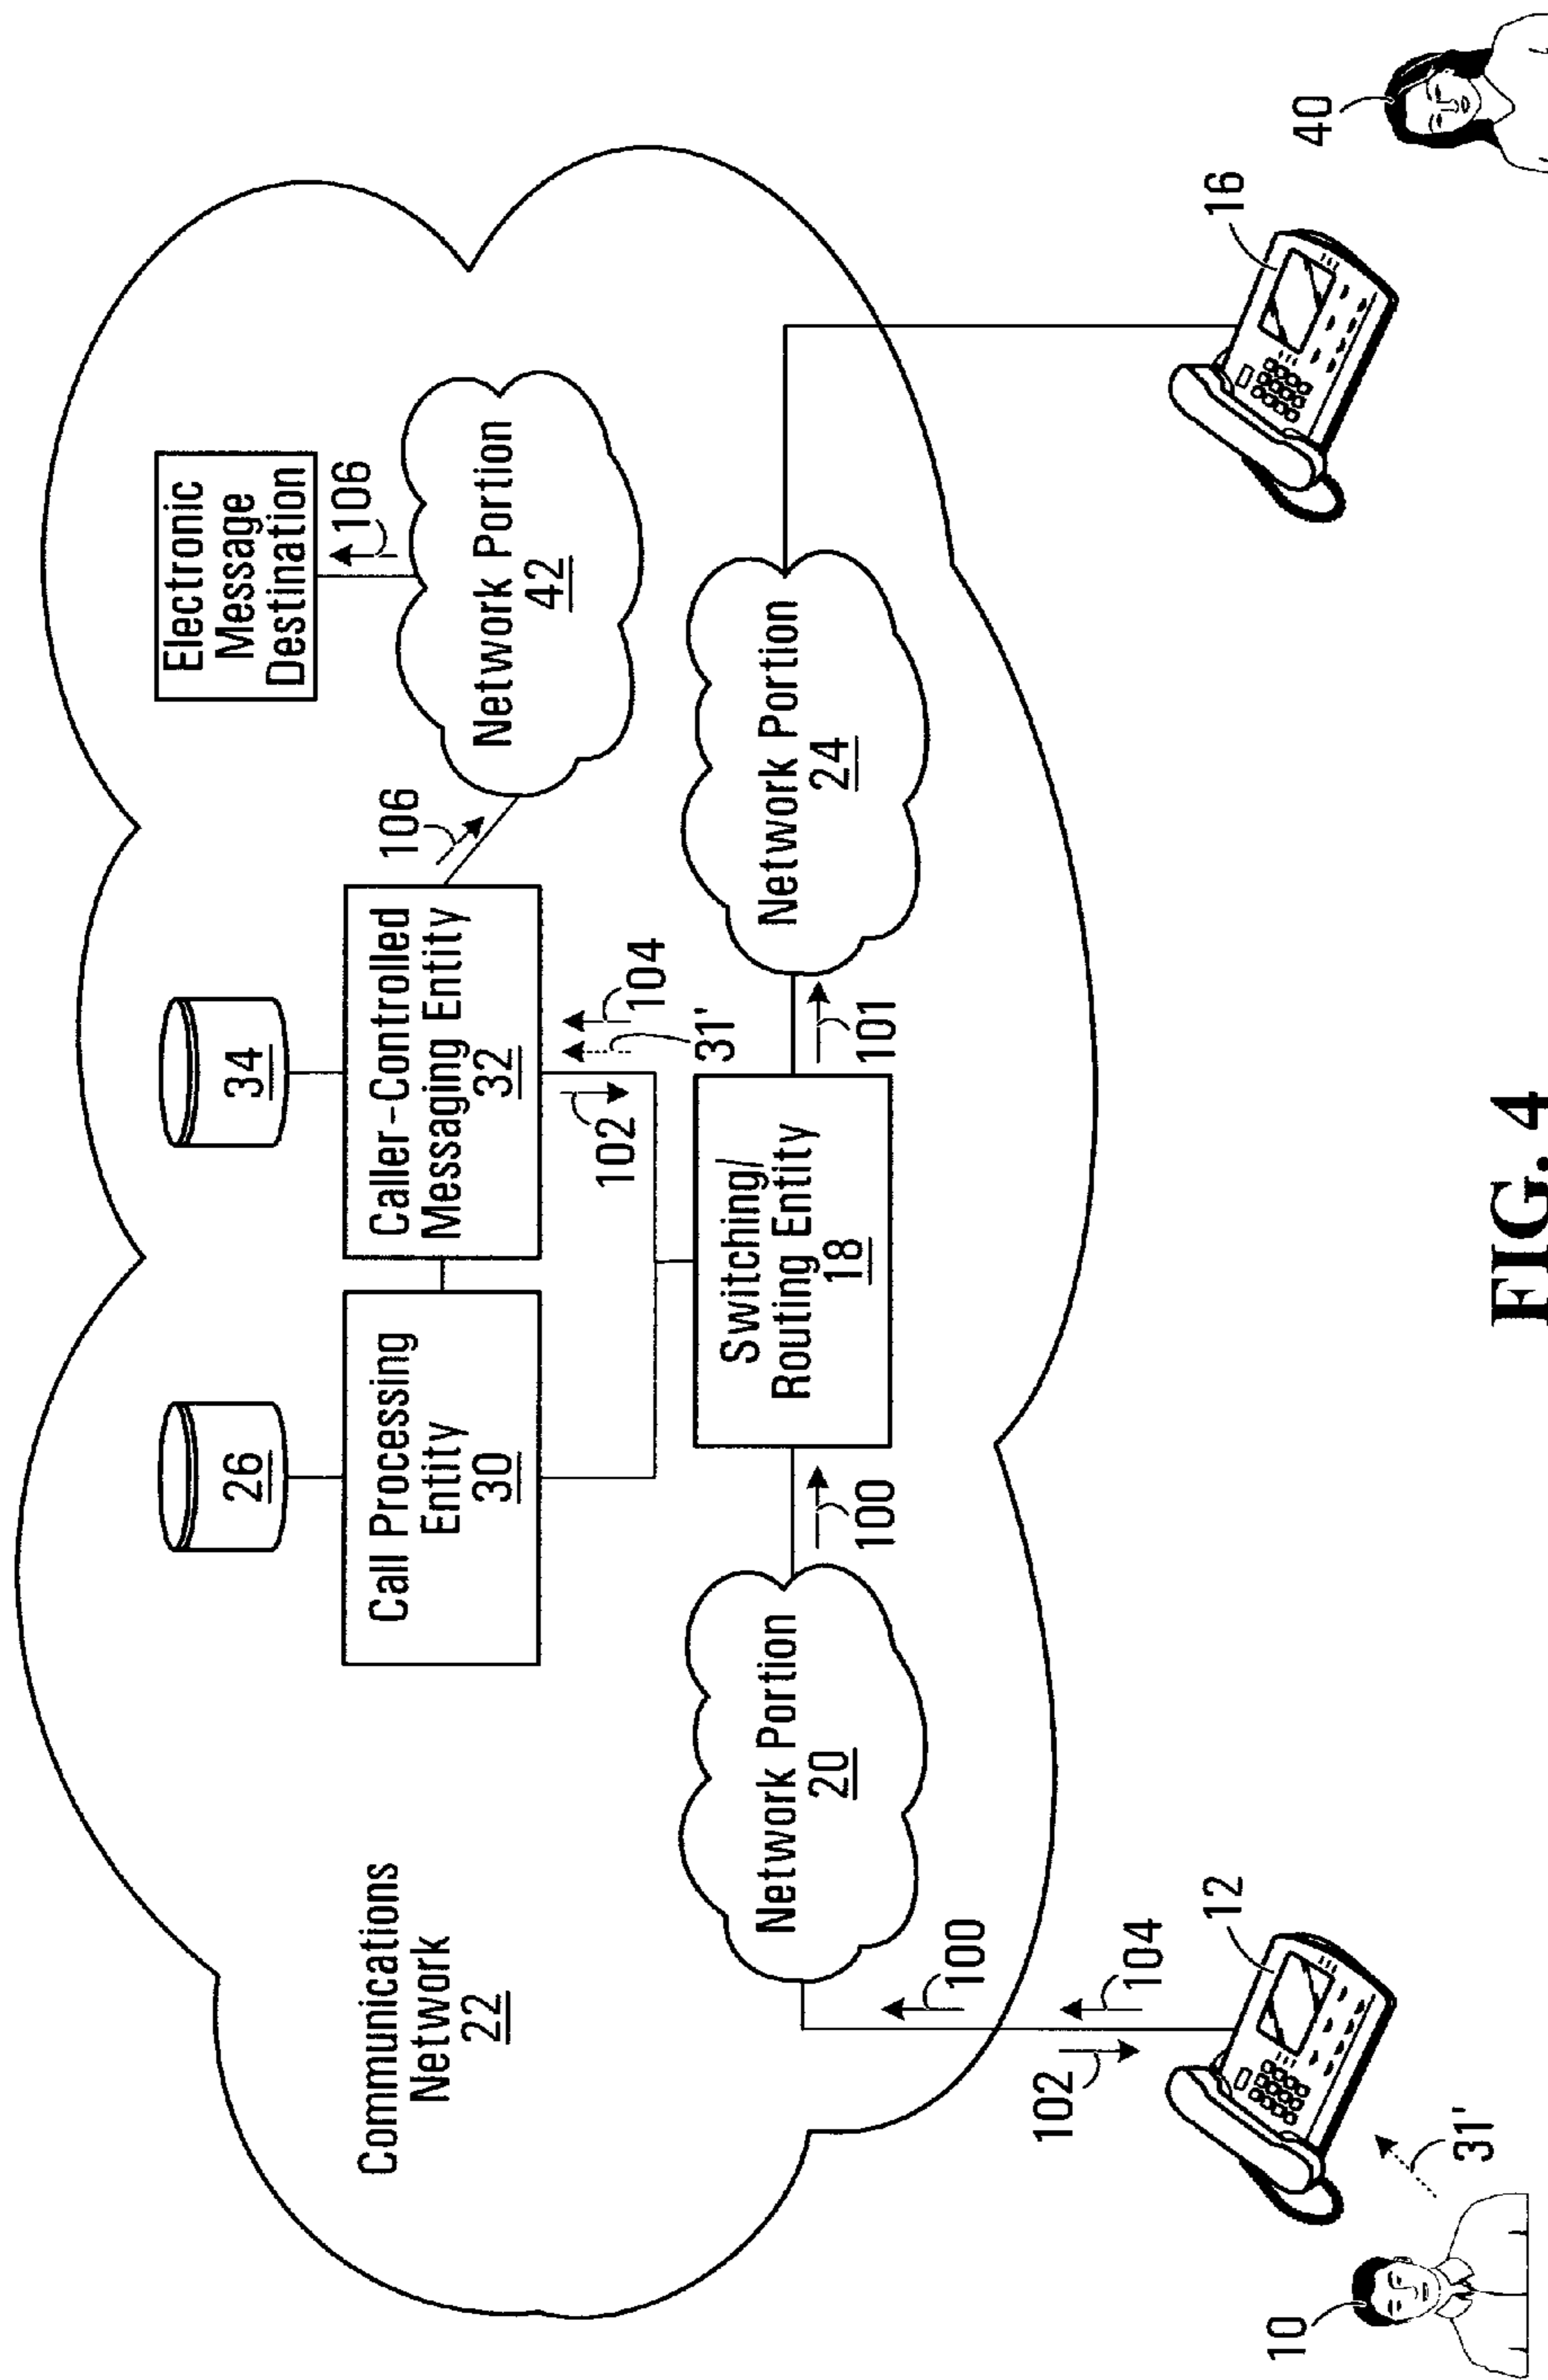 Communications
Network
22
26
34
Call Processing
Entity
30
Caller-Controlled
Messaging Entity
32
Electronic
Message
Destination
106
106
Network Portion
42
102
31'
104
Switching/
Routing Entity
18
Network Portion
20
100
101
Network Portion
24
100
102
104
12
16
10
31'
40
FIG. 4